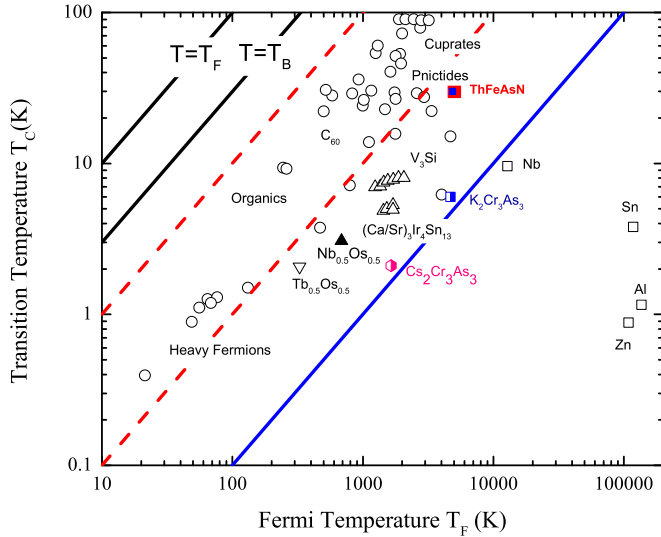 100
T=T_F
T=T_B
Cuprates
Pnictides
ThFeAsN
C_60
V_3Si
Nb
10
Organics
K_2Cr_3As_3
Sn
(Ca/Sr)_3Ir_4Sn_13
Nb_0.5Os_0.5
Tb_0.5Os_0.5
Cs_2Cr_3As_3
Al
1
Heavy Fermions
Zn
0.1
10
100
1000
10000
100000
Transition Temperature T_C(K)
Fermi Temperature T_F (K)